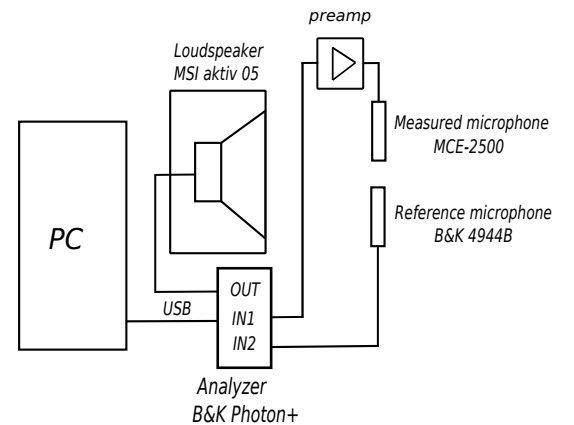 preamp
Loudspeaker
MSI aktiv 05
Measured microphone
MCE-2500
PC
Reference microphone
B&K 4944B
OUT
USB
IN1
IN2
Analyzer
B&K Photon+